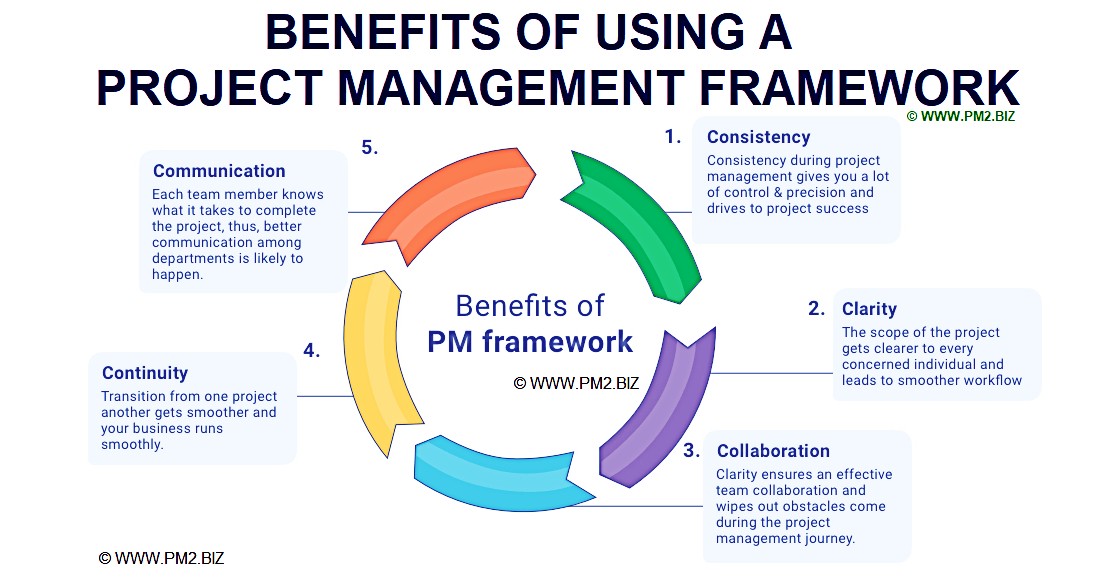 BENEFITS OF USING A
PROJECT MANAGEMENT FRAMEWORK
© WWW.PM2.BIZ
1.
Consistency
Consistency during project
management gives you a lot
of control & precision and
drives to project success
2.
Clarity
The scope of the project
gets clearer to every
concerned individual and
leads to smoother workflow
3.
Collaboration
Clarity ensures an effective
team collaboration and
wipes out obstacles come
during the project
management journey.
4.
Continuity
Transition from one project
another gets smoother and
your business runs
smoothly.
5.
Communication
Each team member knows
what it takes to complete
the project, thus, better
communication among
departments is likely to
happen.
Benefits of
PM framework
© WWW.PM2.BIZ
© WWW.PM2.BIZ